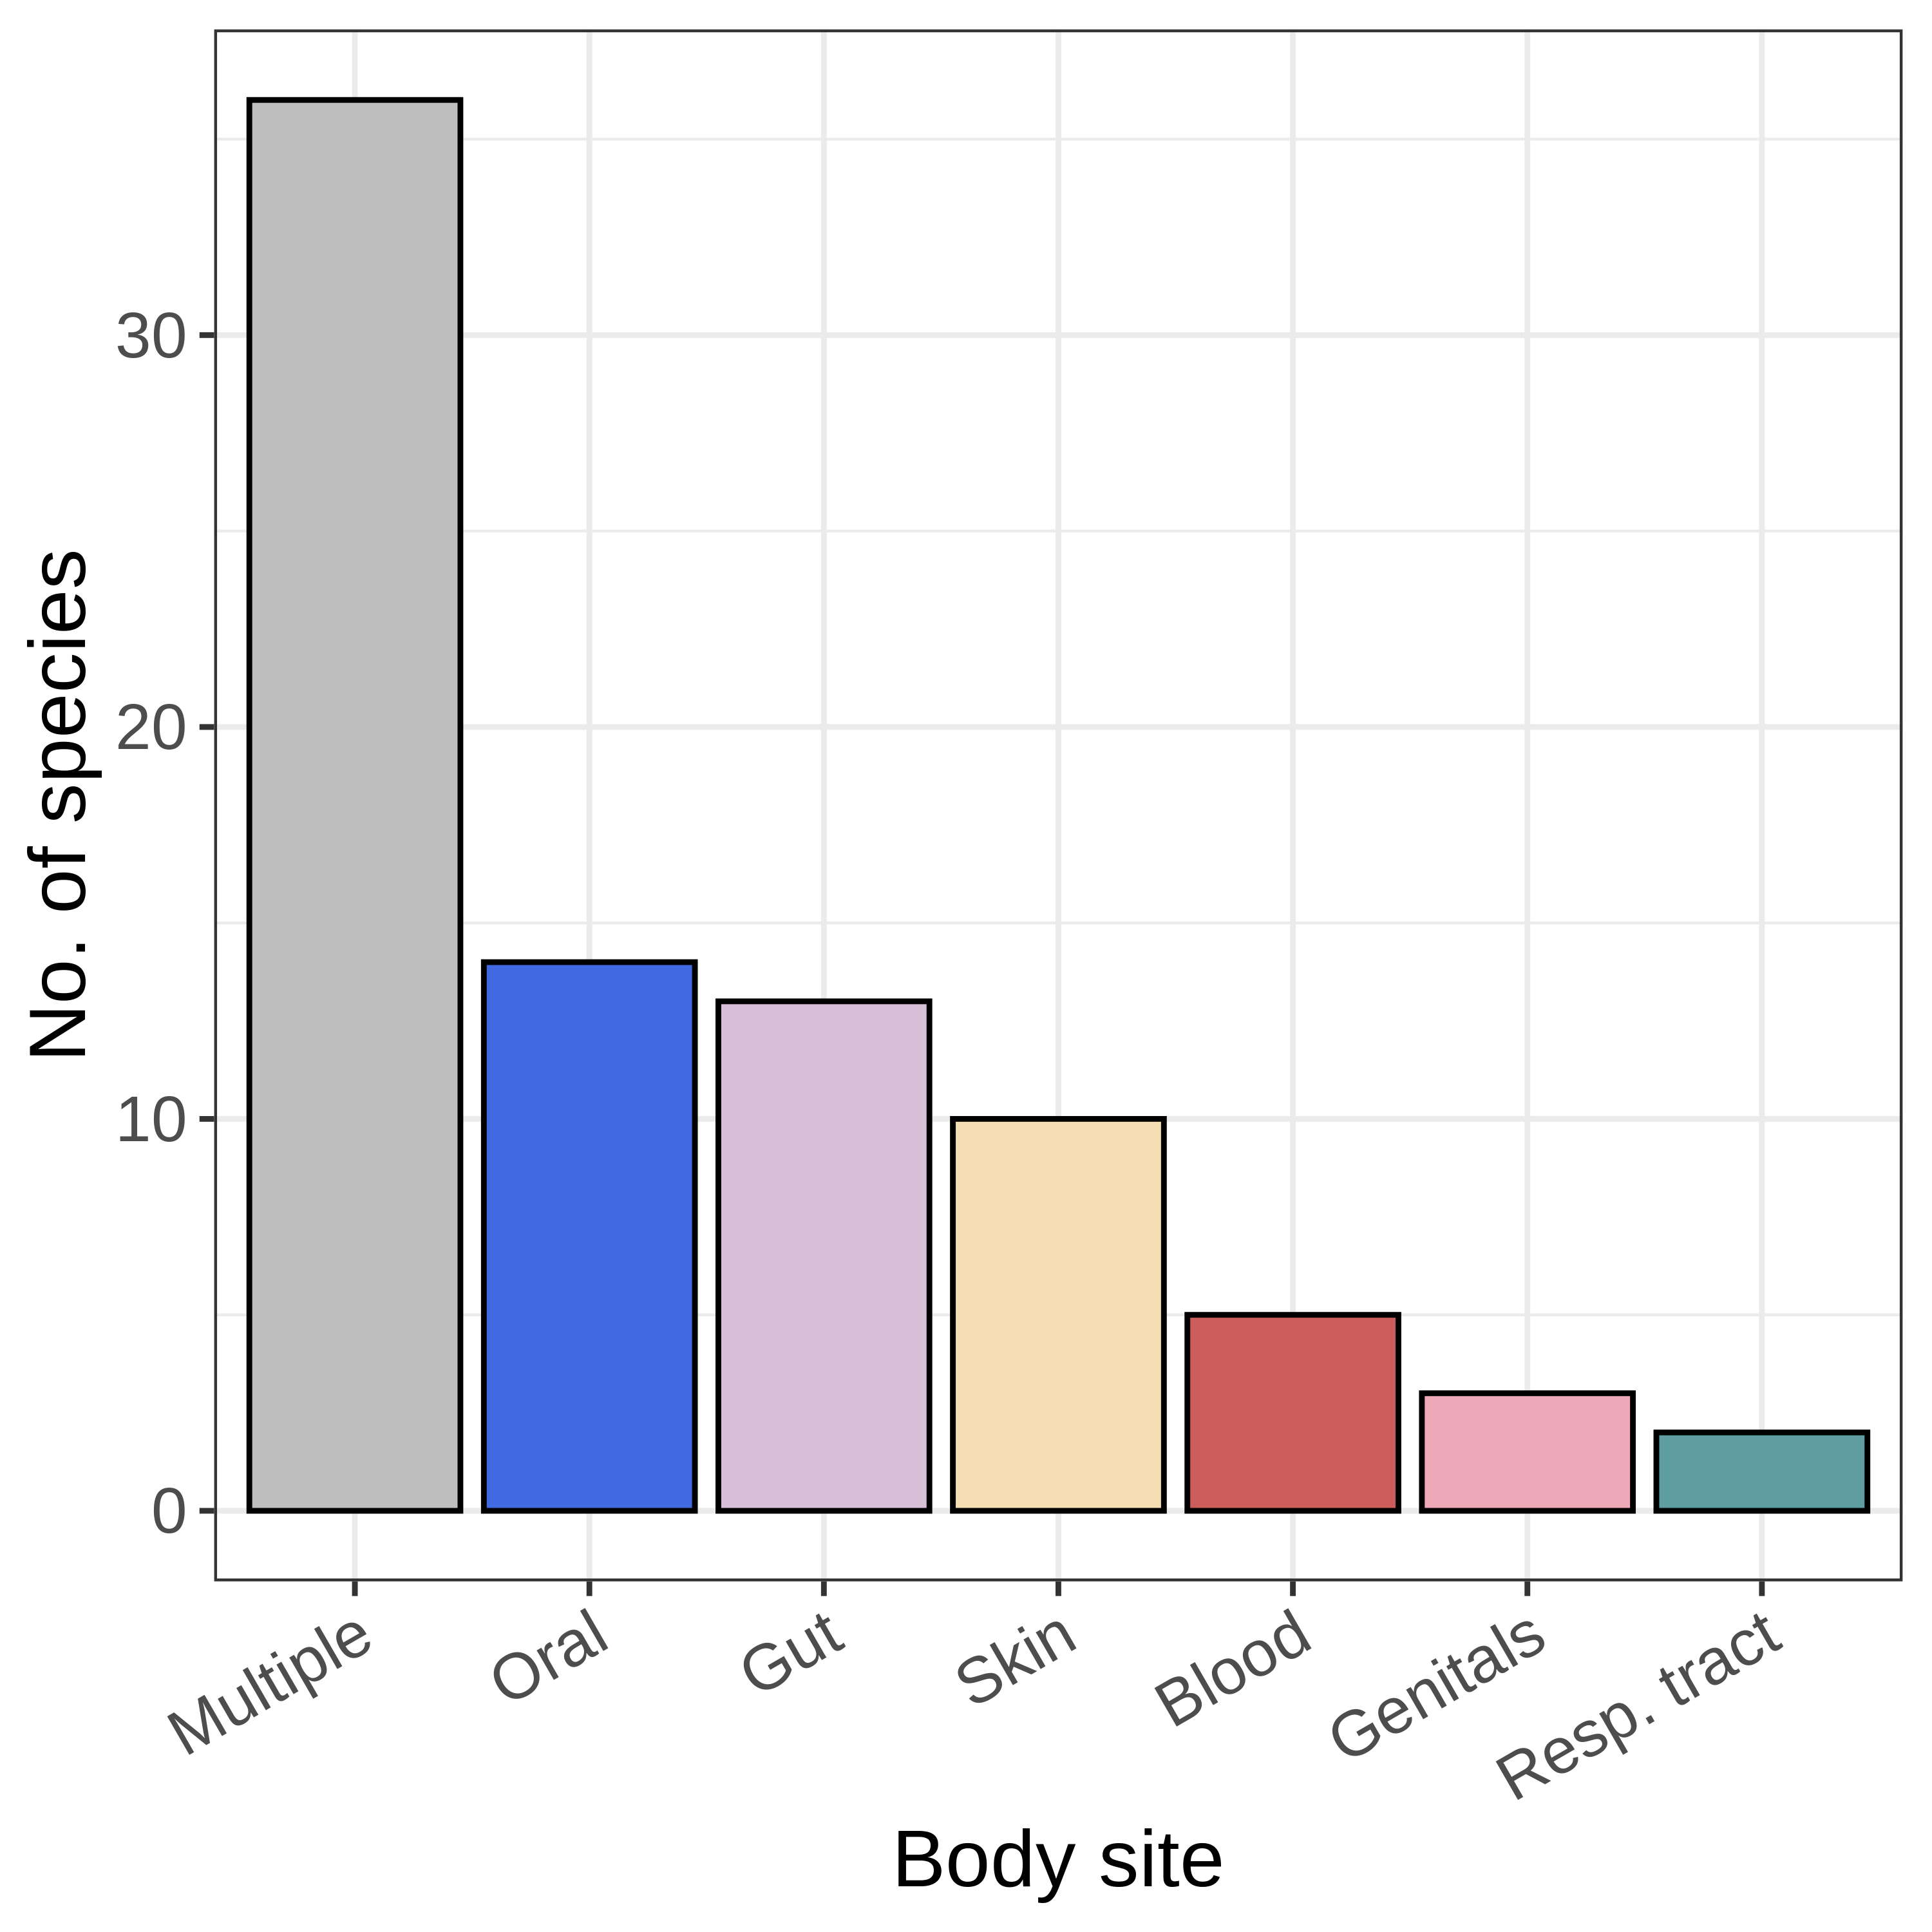 No. of species
30
20
10
0
Multiple
Oral
Gut
Skin
Blood
Genitals
Resp. tract
Body site